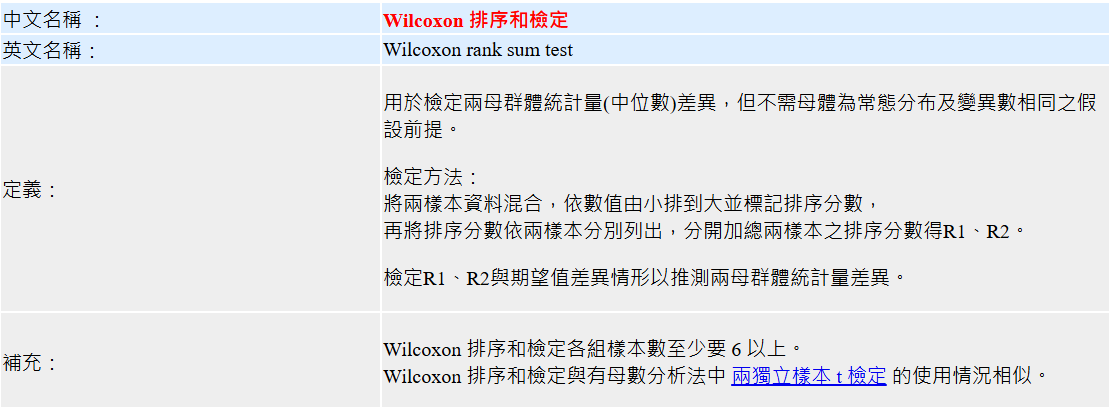 中文名稱 ： Wilcoxon 排序和檢定
英文名稱： Wilcoxon rank sum test
定義：
用於檢定兩母群體統計量(中位數)差異，但不需母體為常態分布及變異數相同之假
設前提。
檢定方法：
將兩樣本資料混合，依數值由小排到大並標記排序分數，
再將排序分數依兩樣本分別列出，分開加總兩樣本之排序分數得R1、R2。
檢定R1、R2與期望值差異情形以推測兩母群體統計量差異。
補充：
Wilcoxon 排序和檢定各組樣本數至少要 6 以上。
Wilcoxon 排序和檢定與有母數分析法中 兩獨立樣本 t 檢定 的使用情況相似。